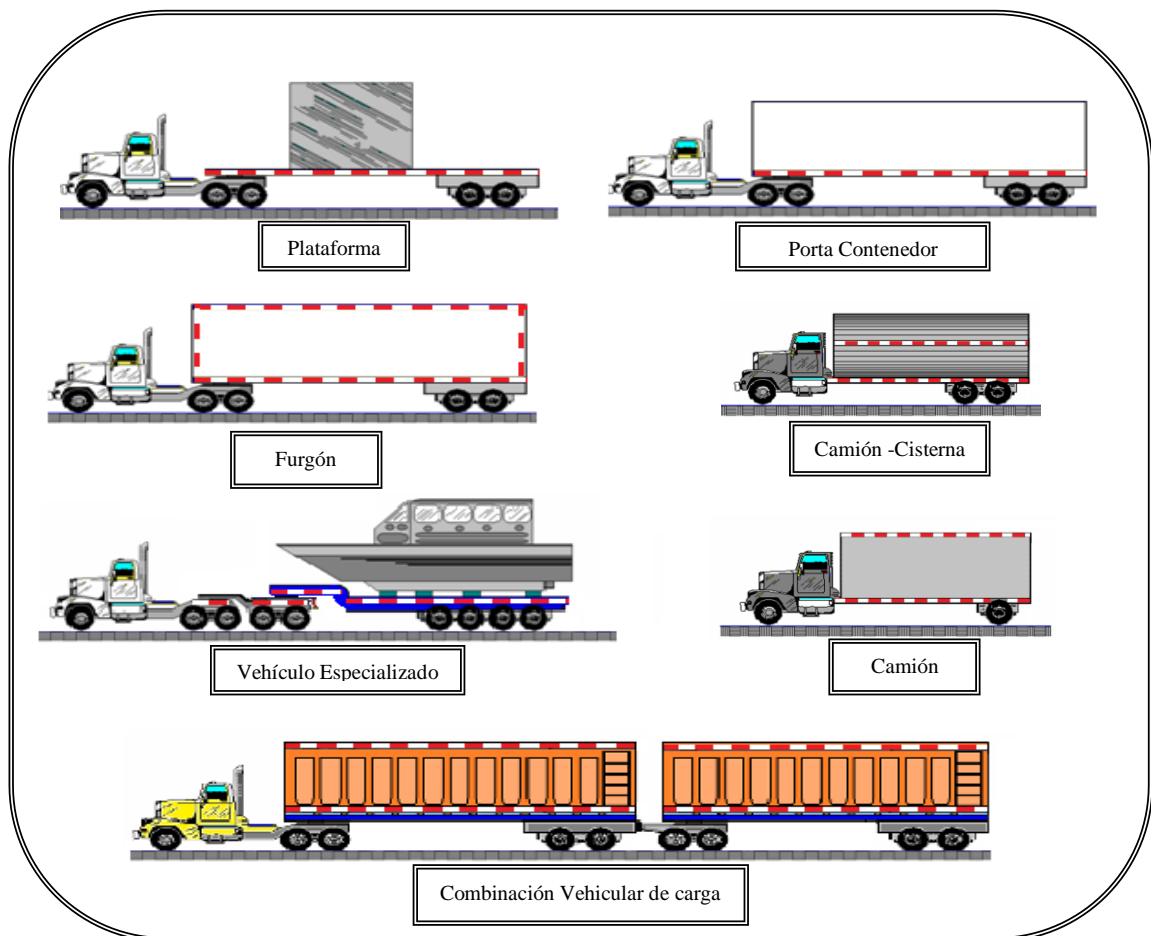 Plataforma
Porta Contenedor
Furgón
Camión -Cisterna
Vehículo Especializado
Camión
Combinación Vehicular de carga